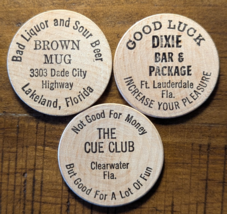 Bad Liquor and Sour Beer
BROWN
MUG
3303 Dade City
Highway
Lakeland, Florida
GOOD LUCK
DIXIE
BAR &
PACKAGE
Ft. Lauderdale
Fla.
INCREASE YOUR PLEASURE
Not Good For Money
THE
CUE CLUB
Clearwater
Fla.
But Good For A Lot Of Fun